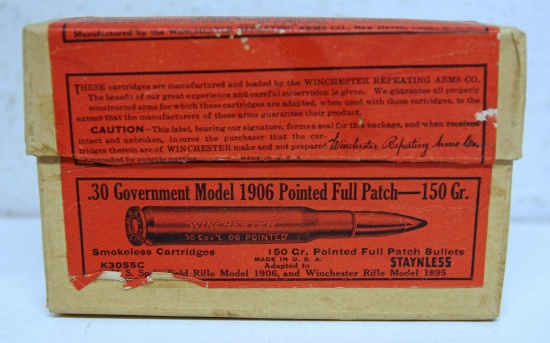 Manufactured by the WINCHESTER REPEATING ARMS CO., New Haven, Conn.
THESE cartridges are manufactured and loaded by the WINCHESTER REPEATING ARMS CO.
The benefit of our great experience and careful supervision is given. We guarantee all properly
constructed arms for which these cartridges are adapted, when used with these cartridges, to the
extent that the manufacturers of these arms guarantee their product.
CAUTION—This label, bearing our signature, forms a seal for this package, and when received
intact and unbroken, insures the purchaser that the car-
tridges therein are of WINCHESTER make and not prepared
Winchester Repeating Arms Co.
reloaded by outside parties.
MADE IN U.S.A.
.30 Government Model 1906 Pointed Full Patch—150 Gr.
WINCHESTER
30 Gov't. 06 POINTED
Smokeless Cartridges
150 Gr. Pointed Full Patch Bullets
MADE IN U.S.A.
K3055C
Adapted to
STAYNLESS
S. Springfield Rifle Model 1906, and Winchester Rifle Model 1895